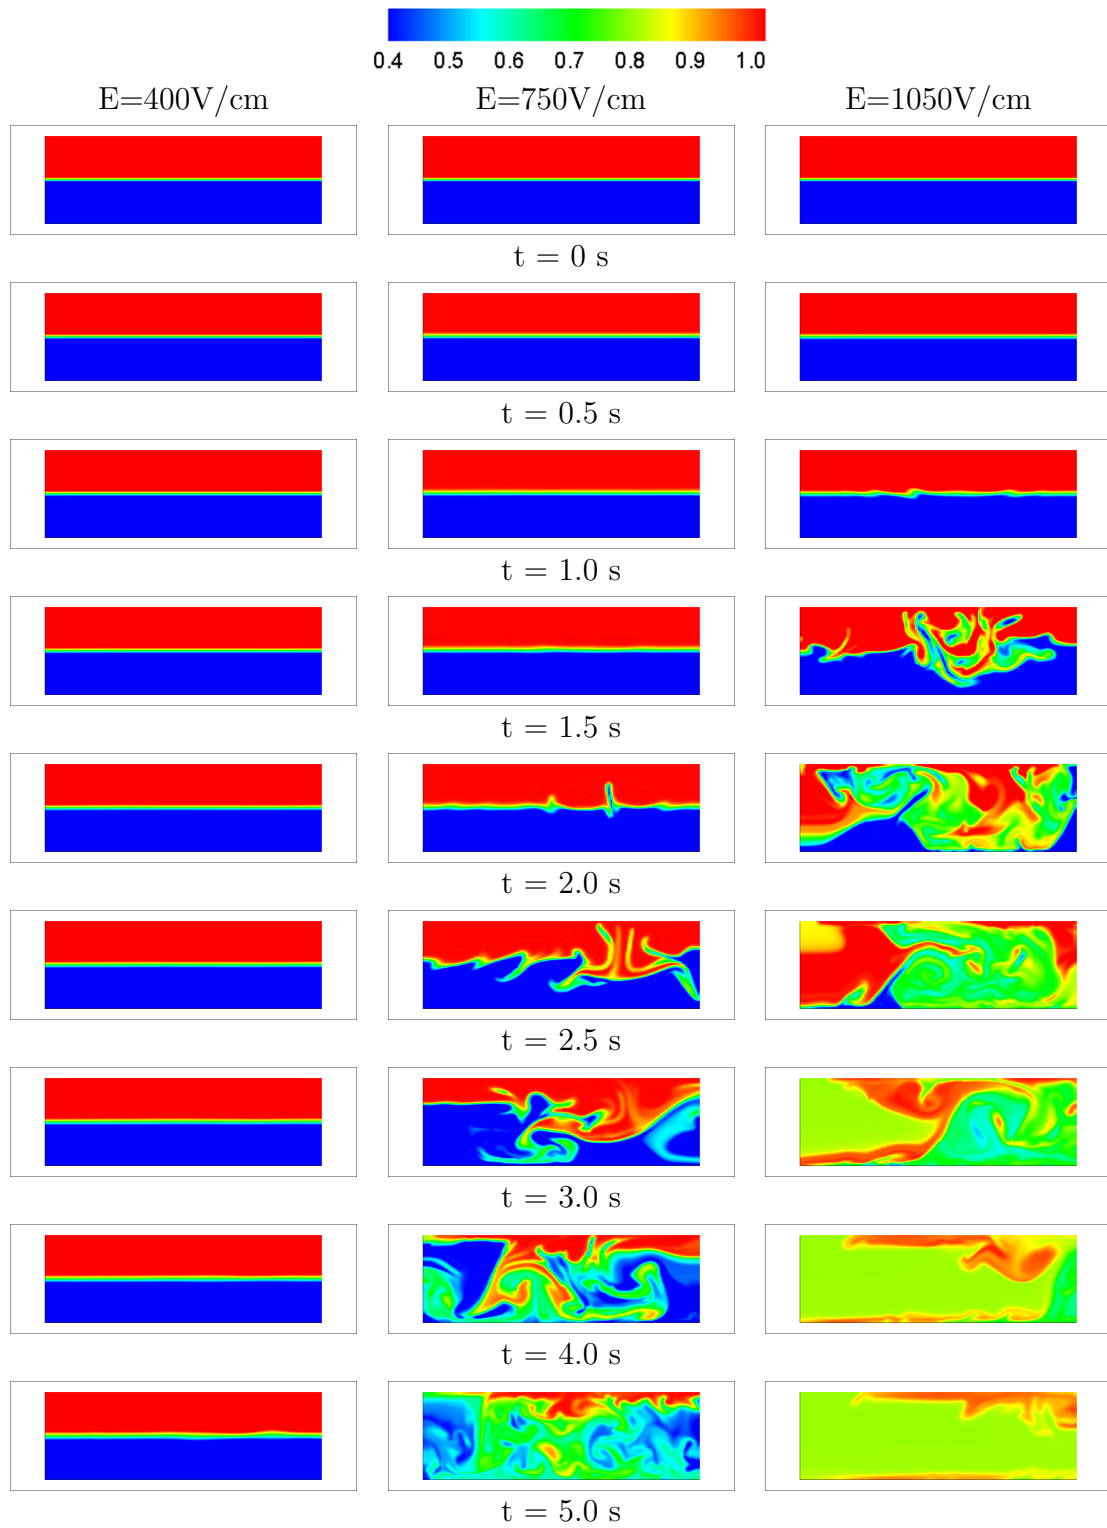 0.4 0.5 0.6 0.7 0.8 0.9 1.0
E=400V/cm E=750V/cm E=1050V/cm
t = 0 s
t = 0.5 s
t = 1.0 s
t = 1.5 s
t = 2.0 s
t = 2.5 s
t = 3.0 s
t = 4.0 s
t = 5.0 s